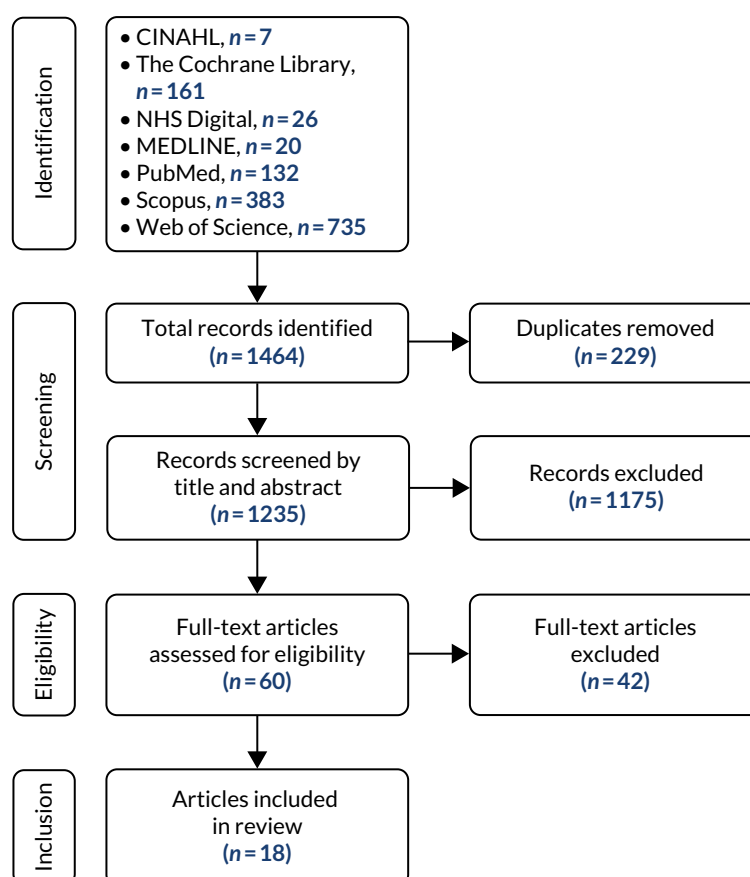 Identification
• CINAHL, n=7
• The Cochrane Library,
n=161
• NHS Digital, n=26
• MEDLINE, n=20
• PubMed, n=132
• Scopus, n=383
• Web of Science, n=735
Screening
Total records identified
(n=1464)
Duplicates removed
(n=229)
Records screened by
title and abstract
(n=1235)
Records excluded
(n=1175)
Eligibility
Full-text articles
assessed for eligibility
(n=60)
Full-text articles
excluded
(n=42)
Inclusion
Articles included
in review
(n=18)